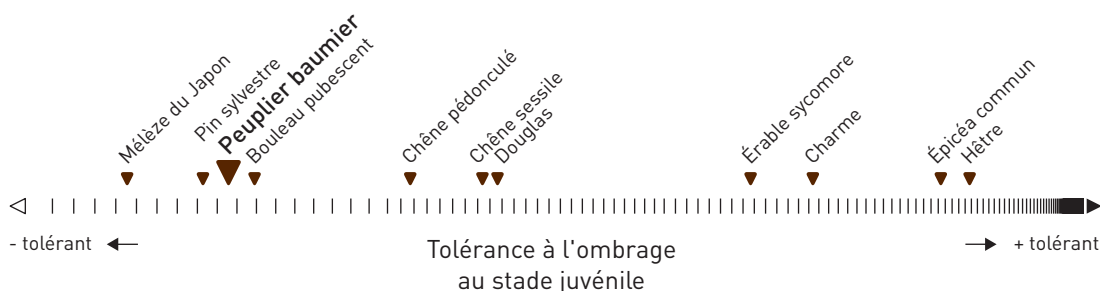 Mélèze du Japon
Pin sylvestre
Peuplier baumier
Bouleau pubescent
Chêne pédonculé
Chêne sessile
Douglas
Érable sycomore
Charme
Épicéa commun
Hêtre
- tolérant
+ tolérant
Tolérance à l'ombrage
au stade juvénile